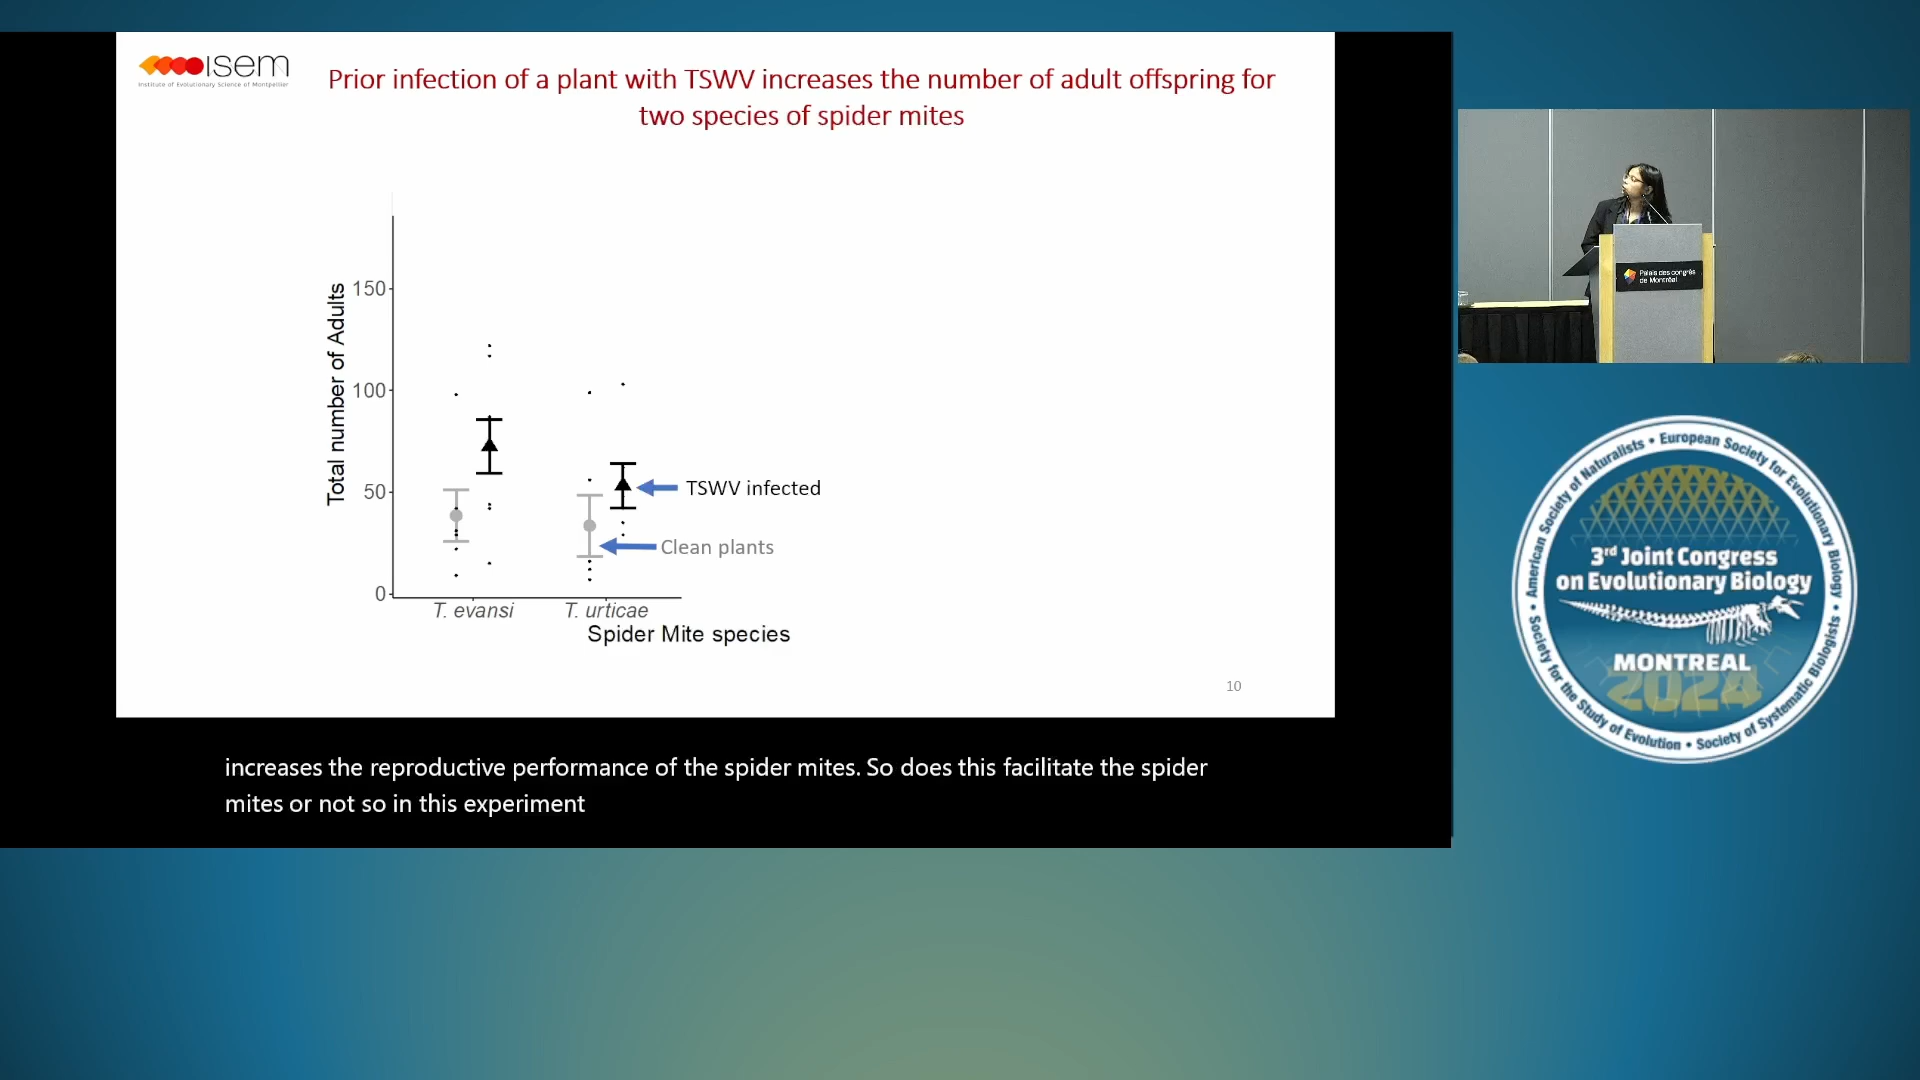 isem
Institute of Evolutionary Science of Montpellier
Prior infection of a plant with TSWV increases the number of adult offspring for
two species of spider mites
Total number of Adults
150
100
50
0
TSWV infected
Clean plants
T. evansi
T. urticae
Spider Mite species
10
increases the reproductive performance of the spider mites. So does this facilitate the spider
mites or not so in this experiment
Palais des congrès
de Montréal
American Society of Naturalists • European Society for Evolutionary Biology •
Society for the Study of Evolution • Society of Systematic Biologists •
3rd Joint Congress
on Evolutionary Biology
MONTREAL
2024